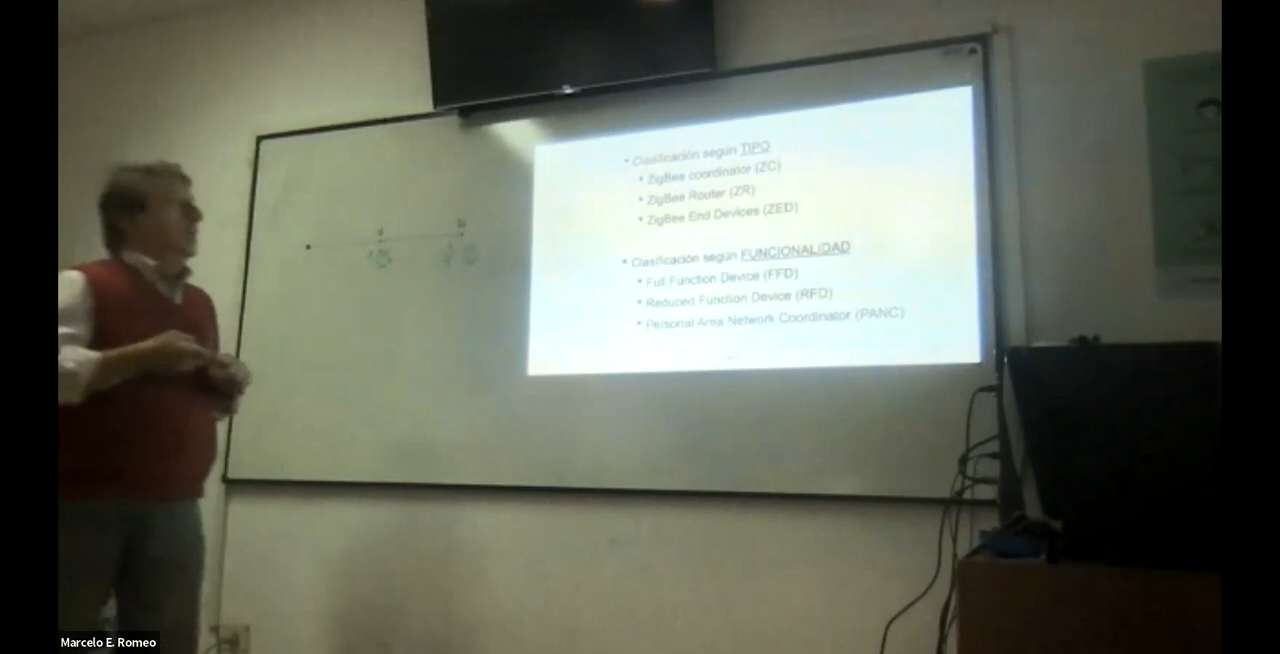 • Clasificación según TIPO
• ZigBee coordinator (ZC)
• ZigBee Router (ZR)
• ZigBee End Devices (ZED)
• Clasificación según FUNCIONALIDAD
• Full Function Device (FFD)
• Reduced Function Device (RFD)
• Personal Area Network Coordinator (PANC)
Marcelo E. Romeo